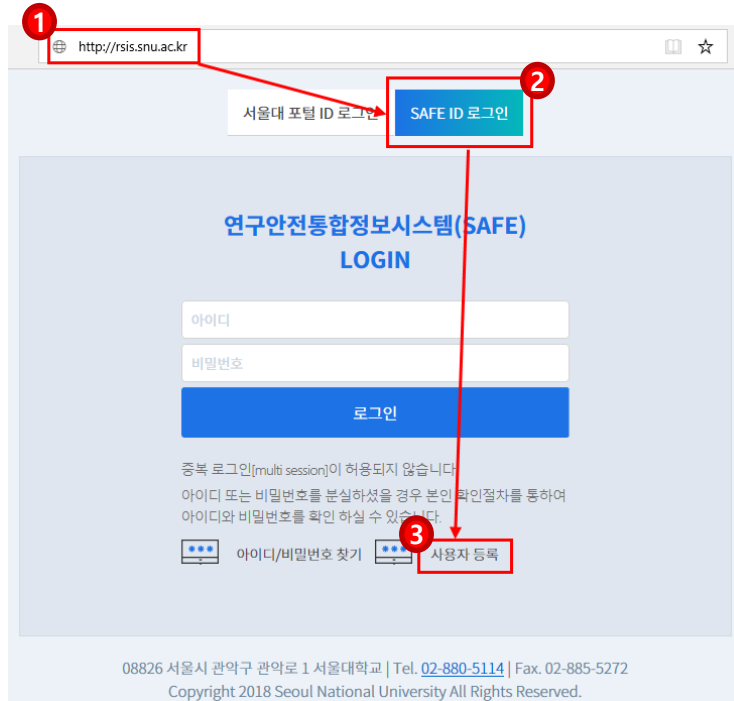 1
http://rsis.snu.ac.kr
2
서울대 포털 ID 로그인
SAFE ID 로그인
연구안전통합정보시스템(SAFE)
LOGIN
아이디
비밀번호
로그인
중복 로그인[multi session]이 허용되지 않습니다.
아이디 또는 비밀번호를 분실하셨을 경우 본인 확인절차를 통하여
아이디와 비밀번호를 확인 하실 수 있습니다.
3
아이디/비밀번호 찾기
사용자 등록
08826 서울시 관악구 관악로 1 서울대학교 | Tel. 02-880-5114 | Fax. 02-885-5272
Copyright 2018 Seoul National University All Rights Reserved.